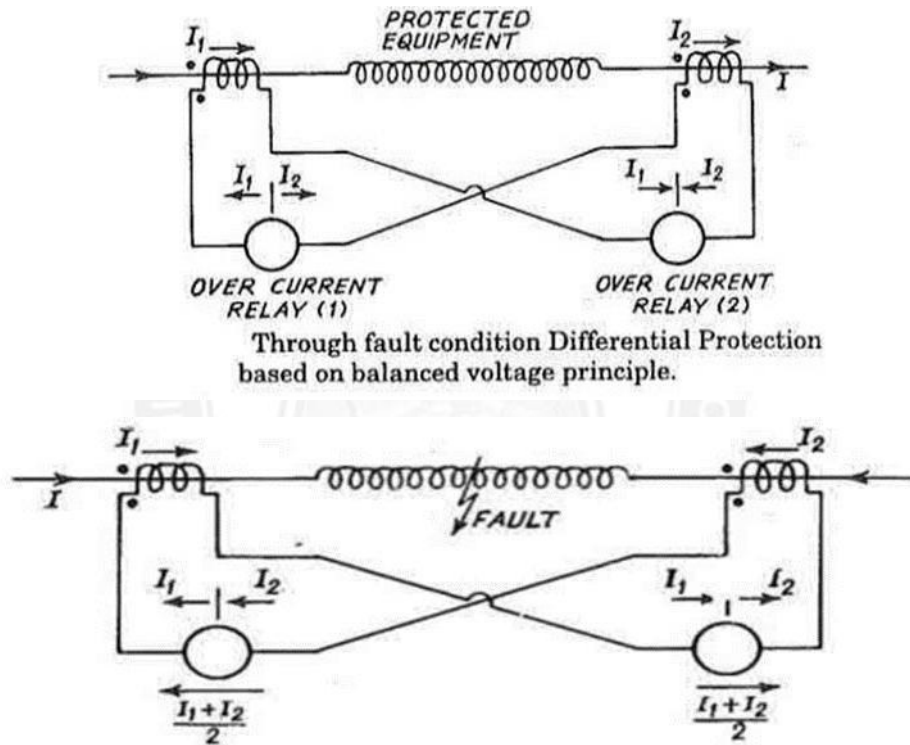 PROTECTED
EQUIPMENT
I₁
I₂
I
I₁ I₂
I₁ I₂
OVER CURRENT
RELAY (1)
OVER CURRENT
RELAY (2)
Through fault condition Differential Protection
based on balanced voltage principle.
I₁
I₂
I
FAULT
I₁ I₂
I₁ I₂
I₁ + I₂
2
I₁ + I₂
2